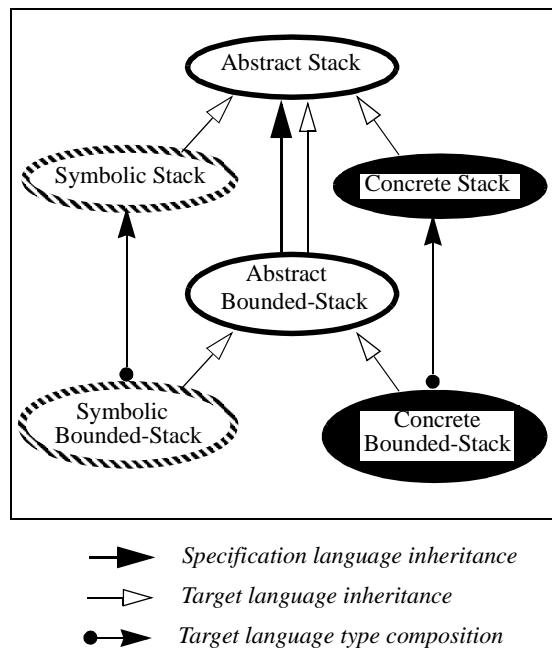 Abstract Stack
Symbolic Stack
Concrete Stack
Abstract
Bounded-Stack
Symbolic
Bounded-Stack
Concrete
Bounded-Stack
Specification language inheritance
Target language inheritance
Target language type composition